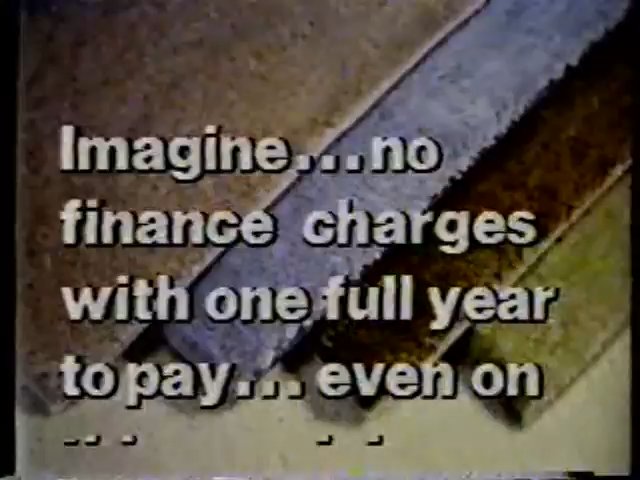 Imagine...no
finance charges
with one full year
to pay... even on